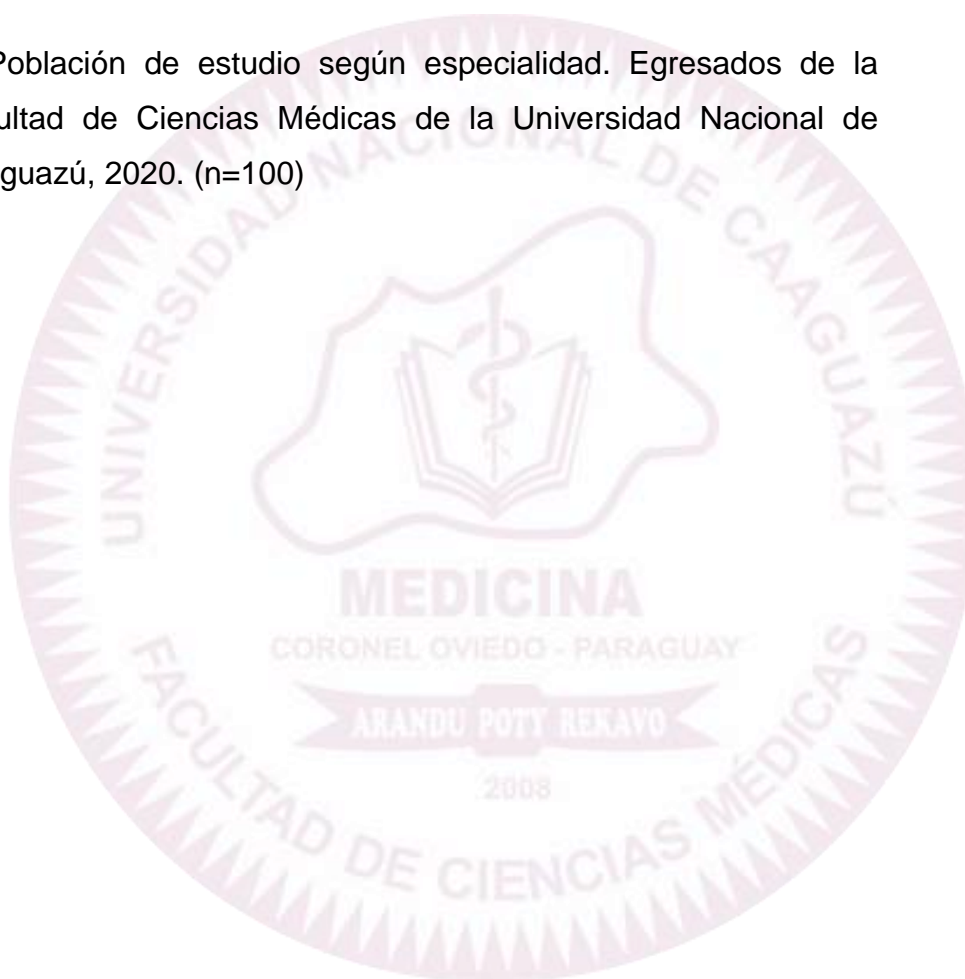 Población de estudio según especialidad. Egresados de la
ultad de Ciencias Médicas de la Universidad Nacional de
guazú, 2020. (n=100)
UNIVERSIDAD NACIONAL DE CAAGUAZÚ
MEDICINA
CORONEL OVIEDO - PARAGUAY
ARANDU POTY REKAVO
2008
FACULTAD DE CIENCIAS MÉDICAS